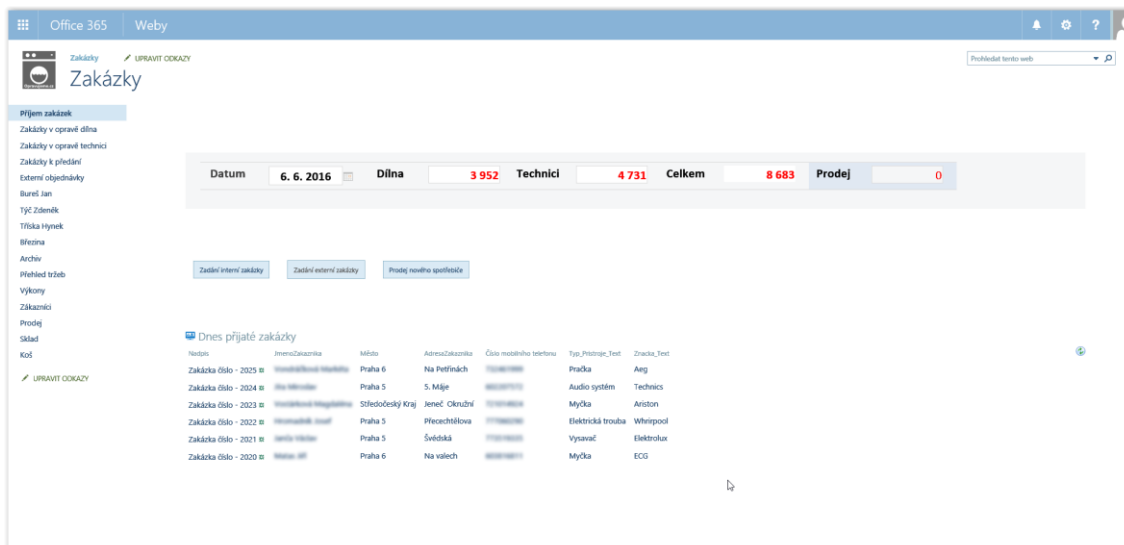 Office 365 Weby ?
Zakázky UPRAVIT ODKAZY
Prohledat tento web
Zakázky
Příjem zakázek
Zakázky v opravě dílna
Zakázky v opravě technici
Zakázky k předání
Externí objednávky
Bureš Jan
Týč Zdeněk
Tříska Hynek
Březina
Archiv
Přehled tržeb
Výkony
Zákazníci
Prodej
Sklad
Koš
UPRAVIT ODKAZY
Datum 6. 6. 2016 Dílna 3 952 Technici 4 731 Celkem 8 683 Prodej 0
Zadání interní zakázky Zadání externí zakázky Prodej nového spotřebiče
Dnes přijaté zakázky
Nadpis JmenoZakaznika Město AdresaZakaznika Číslo mobilního telefonu Typ_Pristroje_Text Znacka_Text
Zakázka číslo - 2025 Praha 6 Na Petřinách Pračka Aeg
Zakázka číslo - 2024 Praha 5 5. Máje Audio systém Technics
Zakázka číslo - 2023 Středočeský Kraj Jeneč Okružní Myčka Ariston
Zakázka číslo - 2022 Praha 5 Přecechtělova Elektrická trouba Whrirpool
Zakázka číslo - 2021 Praha 5 Švédská Vysavač Elektrolux
Zakázka číslo - 2020 Praha 6 Na valech Myčka ECG